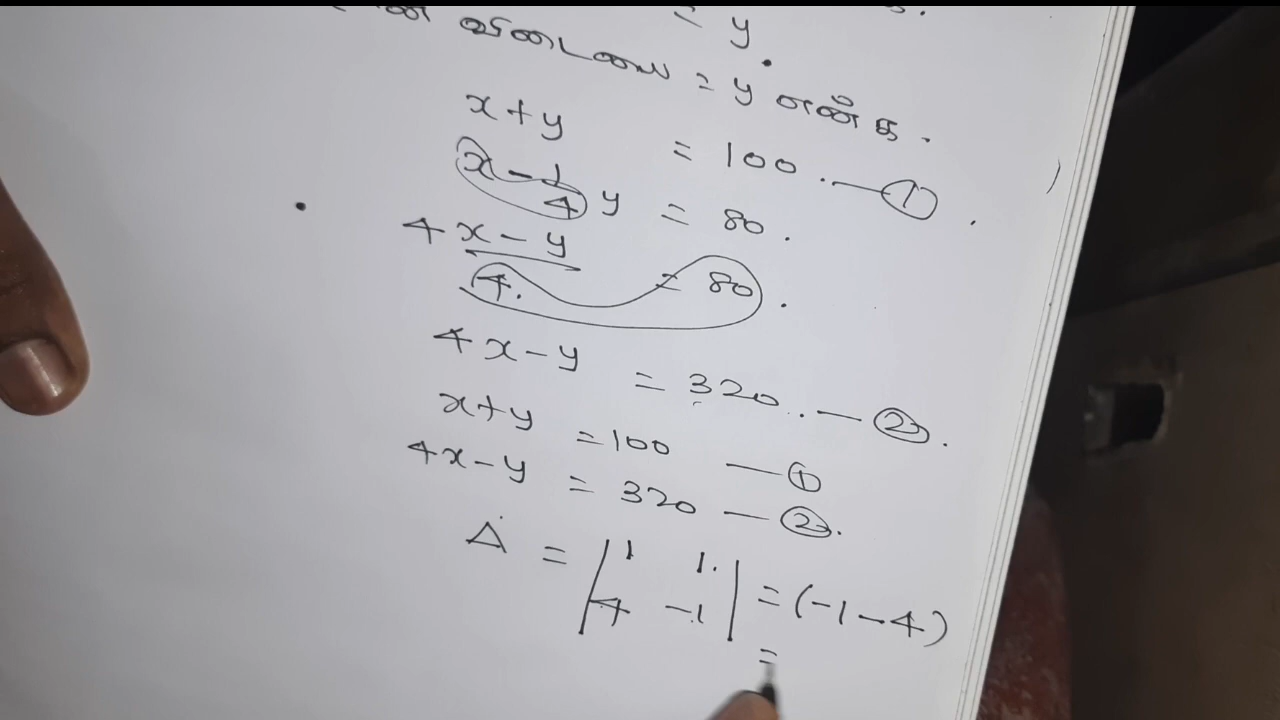 = y.
= y என்க.
x + y = 100. — ①
x - 1/4 y = 80.
4x - y / 4. = 80.
4x - y = 320. — ②.
x + y = 100 — ①
4x - y = 320 — ②.
Δ = | 1 1. | = (-1 - 4)
| 4 -1 |
=